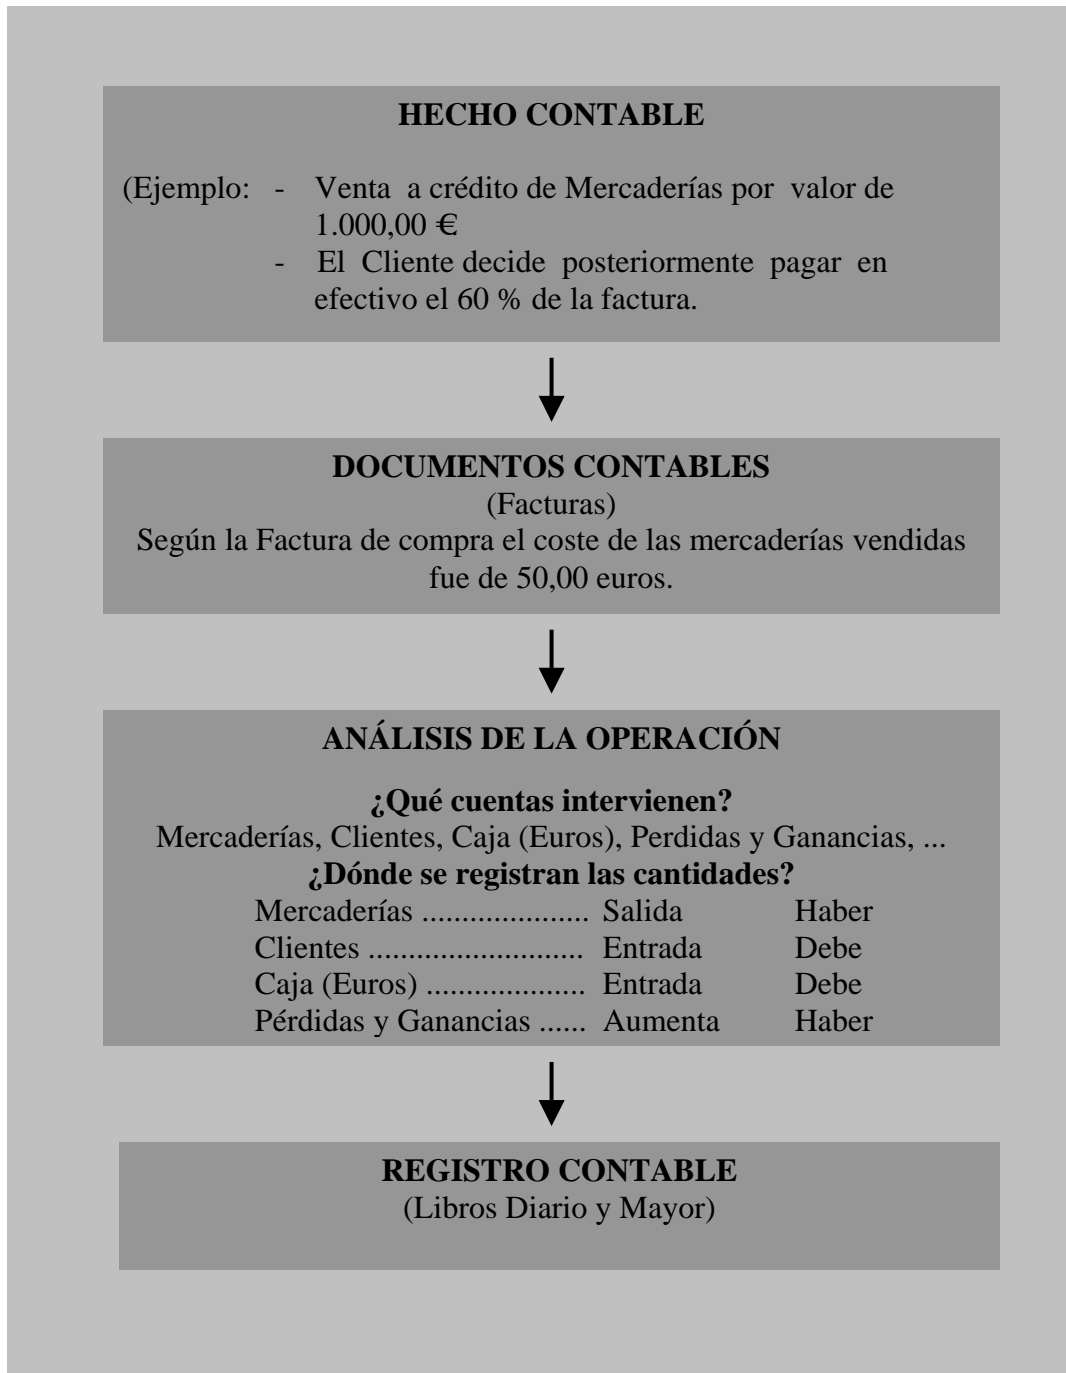 HECHO CONTABLE
(Ejemplo: - Venta a crédito de Mercaderías por valor de
1.000,00 €
- El Cliente decide posteriormente pagar en
efectivo el 60 % de la factura.
DOCUMENTOS CONTABLES
(Facturas)
Según la Factura de compra el coste de las mercaderías vendidas
fue de 50,00 euros.
ANÁLISIS DE LA OPERACIÓN
¿Qué cuentas intervienen?
Mercaderías, Clientes, Caja (Euros), Perdidas y Ganancias, ...
¿Dónde se registran las cantidades?
Mercaderías ..................... Salida Haber
Clientes ........................... Entrada Debe
Caja (Euros) .................... Entrada Debe
Pérdidas y Ganancias ...... Aumenta Haber
REGISTRO CONTABLE
(Libros Diario y Mayor)